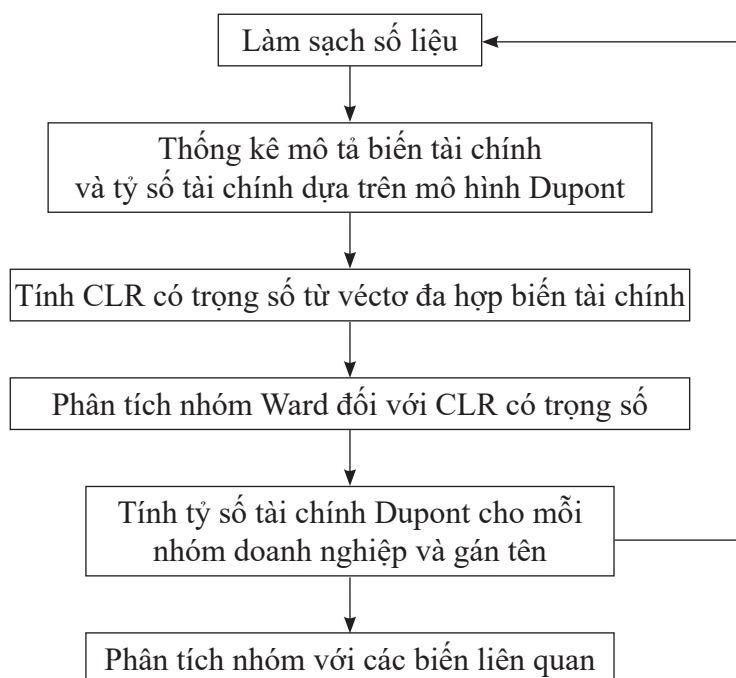 Làm sạch số liệu
Thống kê mô tả biến tài chính
và tỷ số tài chính dựa trên mô hình Dupont
Tính CLR có trọng số từ véctơ đa hợp biến tài chính
Phân tích nhóm Ward đối với CLR có trọng số
Tính tỷ số tài chính Dupont cho mỗi
nhóm doanh nghiệp và gán tên
Phân tích nhóm với các biến liên quan